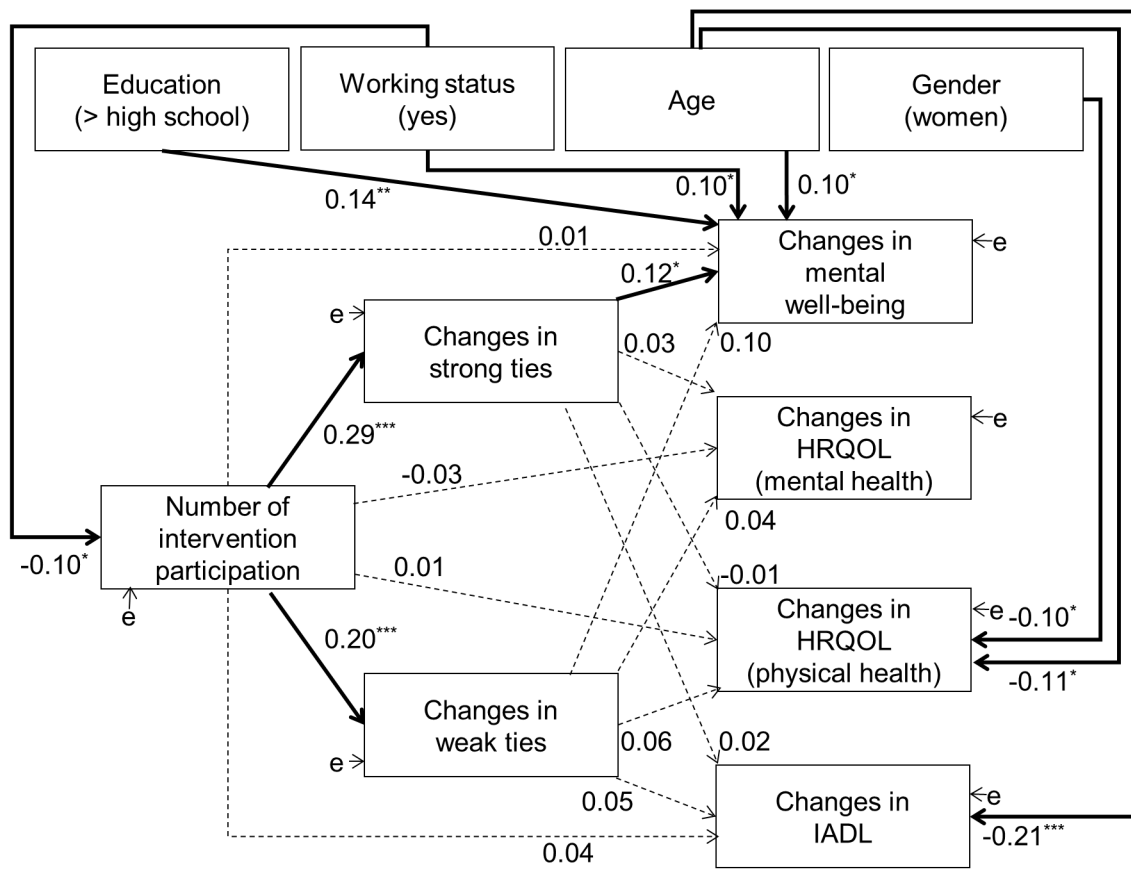 Education
(> high school)
Working status
(yes)
Age
Gender
(women)
0.14**
0.10*
0.10*
0.01
Changes in
mental
well-being
e
0.12*
e
Changes in
strong ties
0.03
0.10
Changes in
HRQOL
(mental health)
e
0.29***
-0.03
Number of
intervention
participation
-0.10*
e
0.04
0.01
-0.01
Changes in
HRQOL
(physical health)
e
-0.10*
-0.11*
0.20***
Changes in
weak ties
e
0.06
0.02
0.05
Changes in
IADL
e
-0.21***
0.04